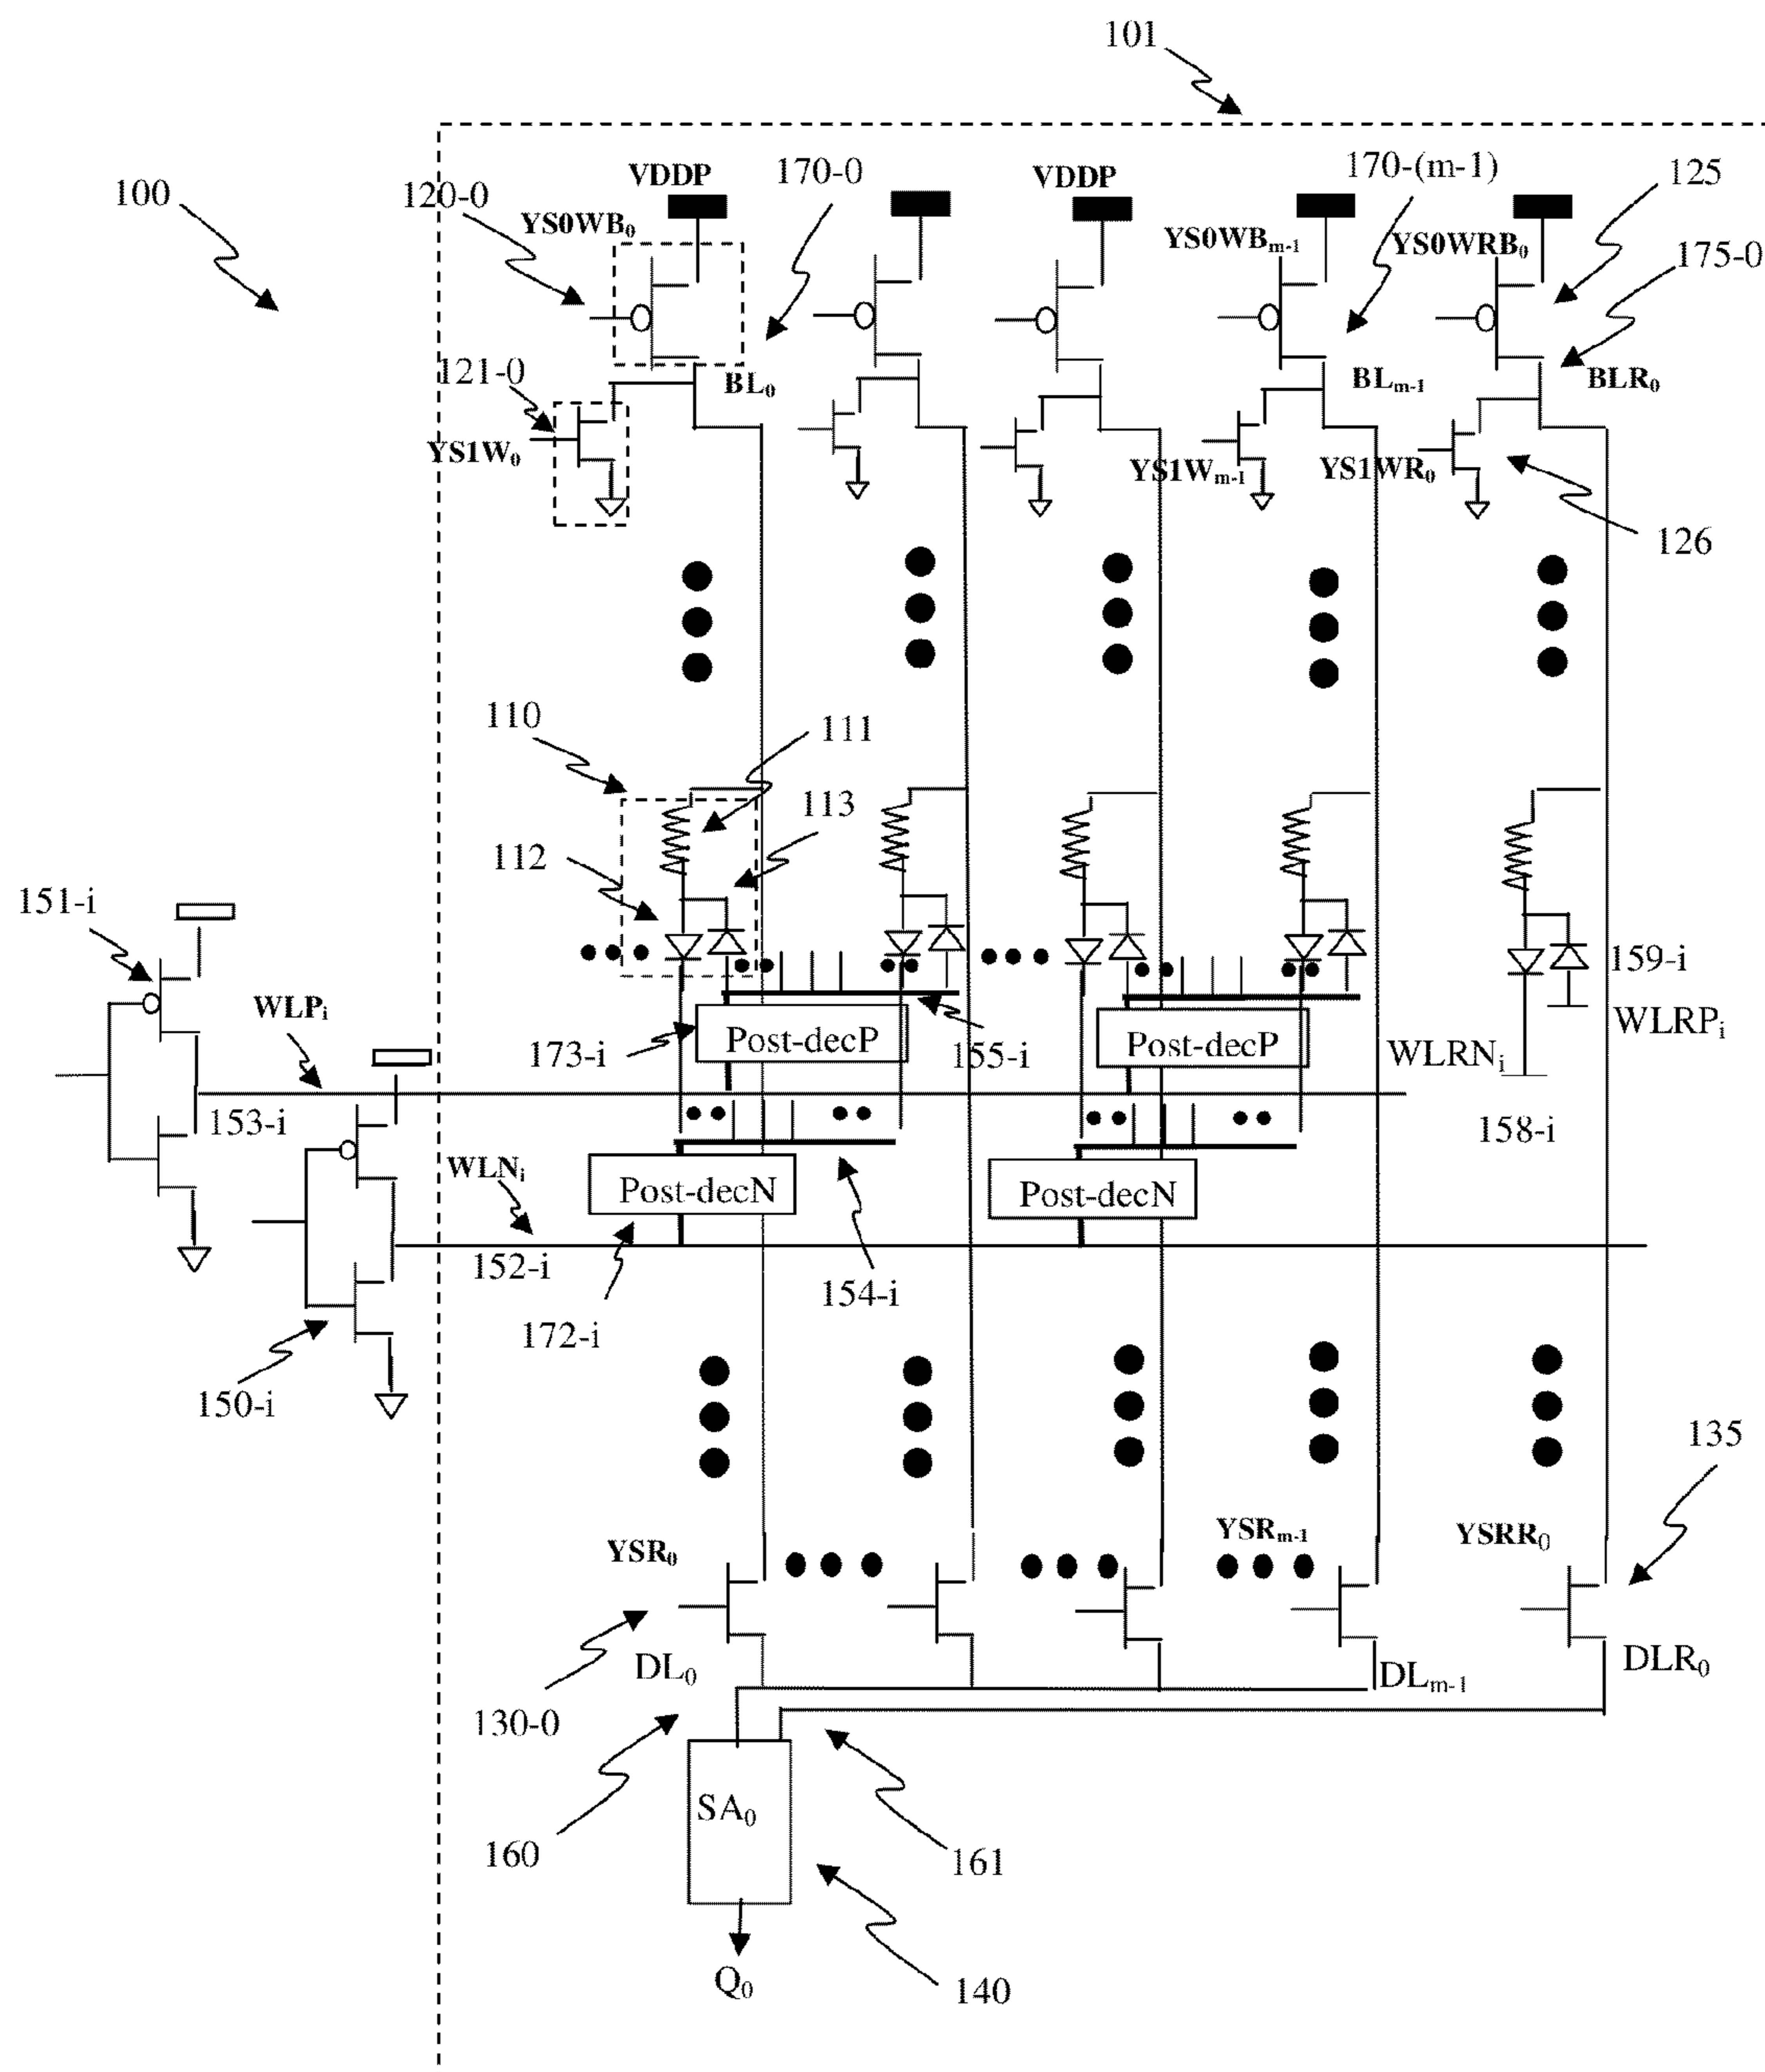 101
100
120-0
VDDP
170-0
VDDP
170-(m-1)
125
YS0WB₀
YS0WBₘ₋₁
YS0WRB₀
175-0
121-0
BL₀
BLₘ₋₁
BLR₀
YS1W₀
YS1Wₘ₋₁
YS1WR₀
126
110
111
113
112
151-i
159-i
WLPᵢ
173-i
Post-decP
155-i
Post-decP
WLRNᵢ
WLRPᵢ
153-i
158-i
WLNᵢ
Post-decN
Post-decN
152-i
154-i
172-i
150-i
135
YSR₀
YSRₘ₋₁
YSRR₀
DL₀
DLₘ₋₁
DLR₀
130-0
SA₀
160
161
Q₀
140